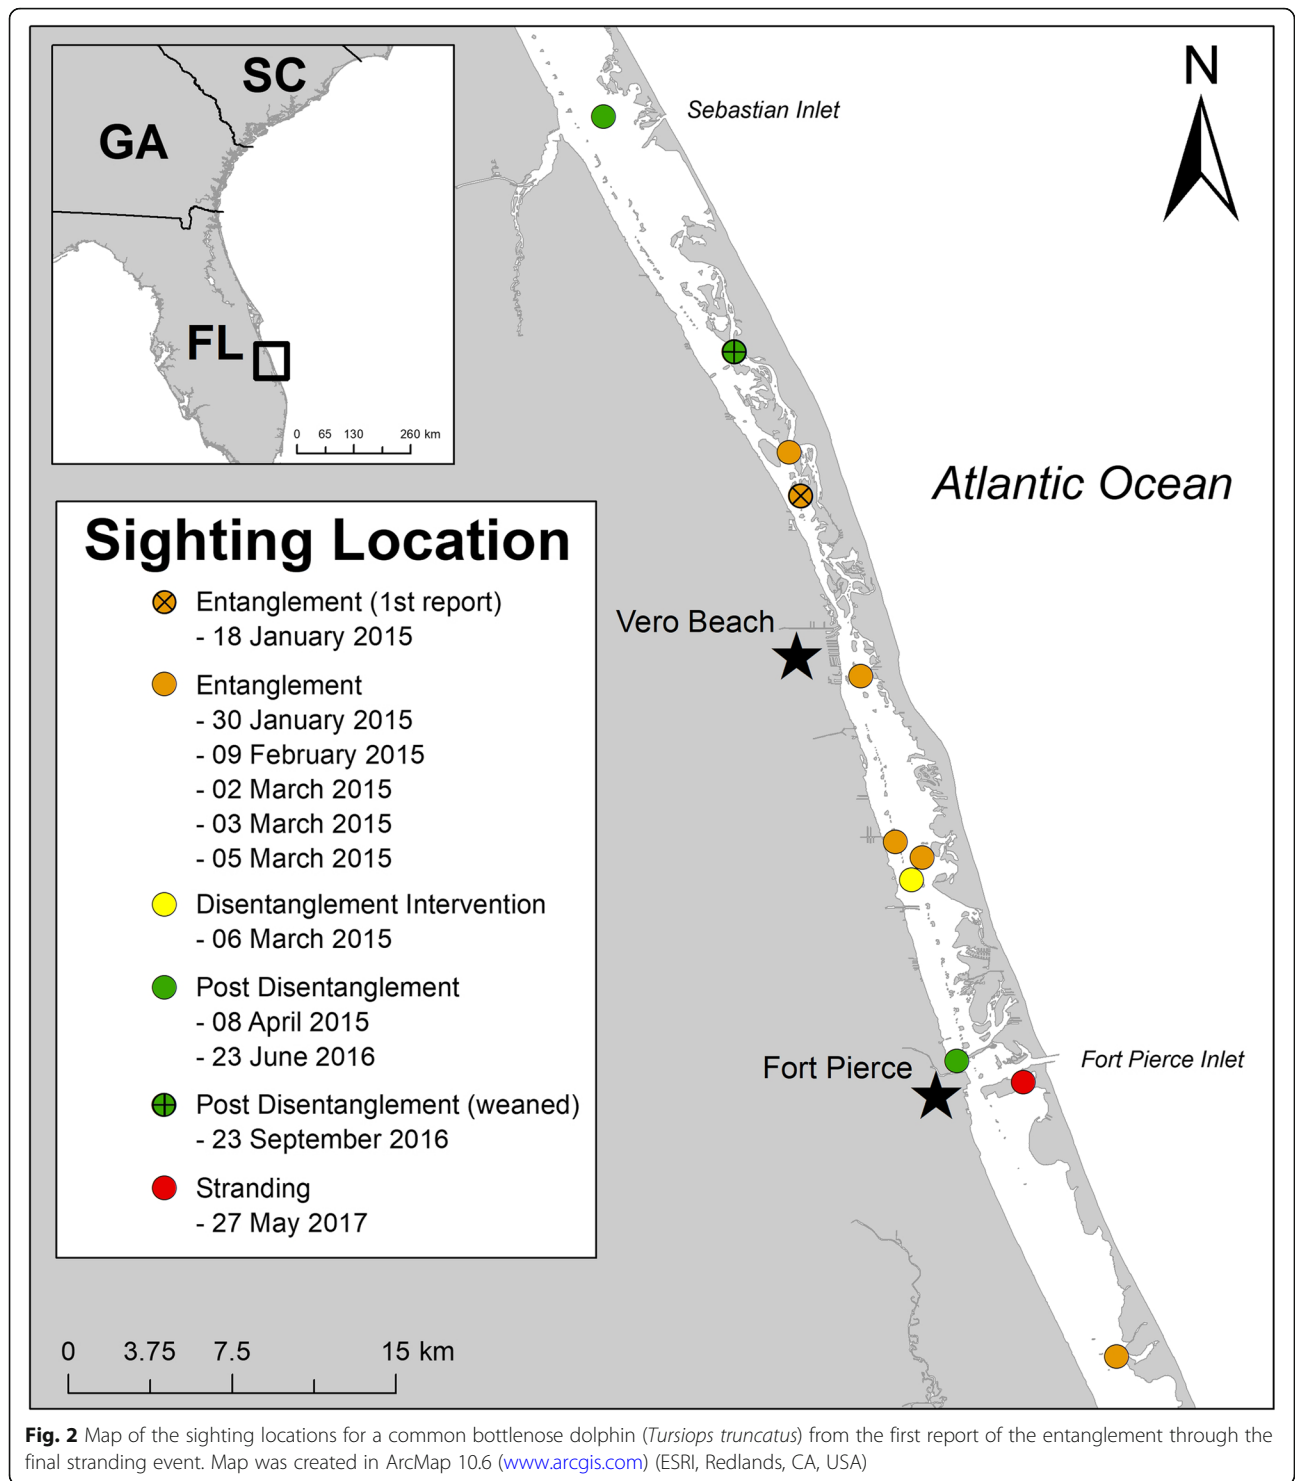 SC
GA
FL
0 65 130 260 km
N
Sebastian Inlet
Atlantic Ocean
Vero Beach
Fort Pierce
Fort Pierce Inlet
Sighting Location
Entanglement (1st report)
- 18 January 2015
Entanglement
- 30 January 2015
- 09 February 2015
- 02 March 2015
- 03 March 2015
- 05 March 2015
Disentanglement Intervention
- 06 March 2015
Post Disentanglement
- 08 April 2015
- 23 June 2016
Post Disentanglement (weaned)
- 23 September 2016
Stranding
- 27 May 2017
0 3.75 7.5 15 km
Fig. 2 Map of the sighting locations for a common bottlenose dolphin (Tursiops truncatus) from the first report of the entanglement through the
final stranding event. Map was created in ArcMap 10.6 (www.arcgis.com) (ESRI, Redlands, CA, USA)